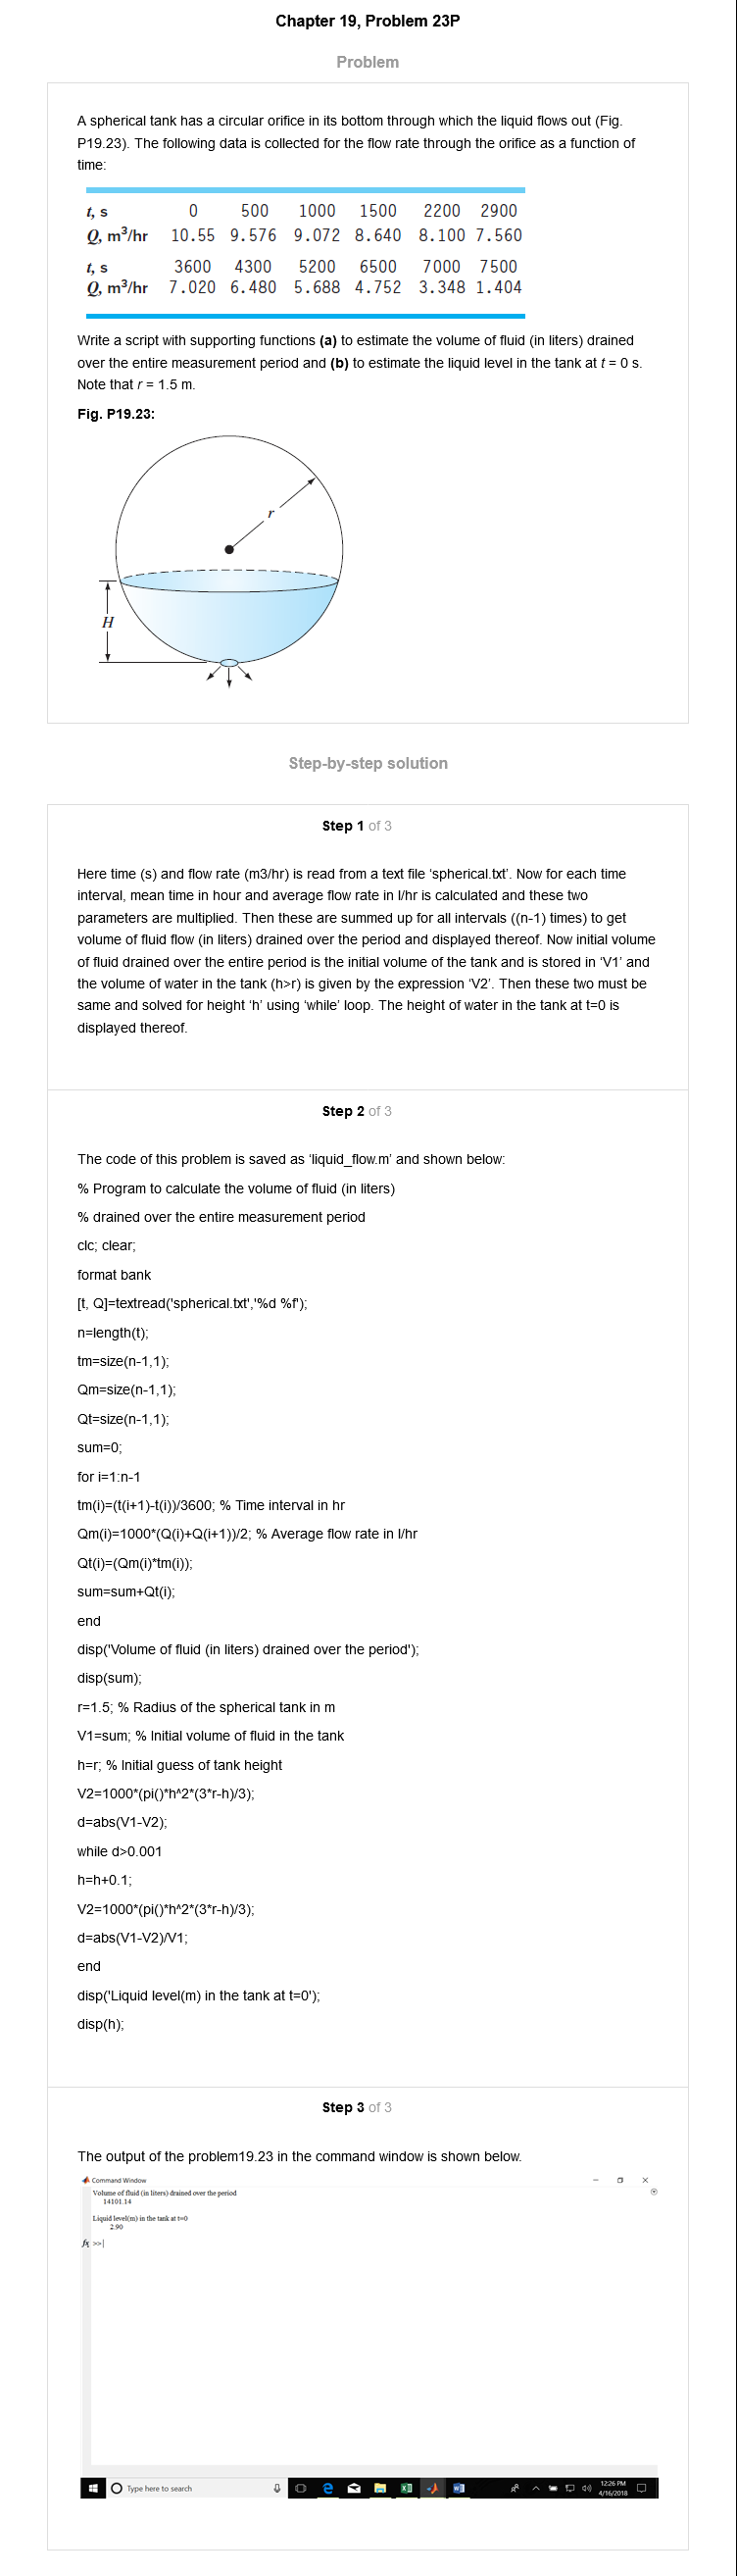 Chapter 19, Problem 23P
Problem
A spherical tank has a circular orifice in its bottom through which the liquid flows out (Fig.
P19.23). The following data is collected for the flow rate through the orifice as a function of
time:
t, s 0 500 1000 1500 2200 2900
Q, m³/hr 10.55 9.576 9.072 8.640 8.100 7.560
t, s 3600 4300 5200 6500 7000 7500
Q, m³/hr 7.020 6.480 5.688 4.752 3.348 1.404
Write a script with supporting functions (a) to estimate the volume of fluid (in liters) drained
over the entire measurement period and (b) to estimate the liquid level in the tank at t = 0 s.
Note that r = 1.5 m.
Fig. P19.23:
r
H
Step-by-step solution
Step 1 of 3
Here time (s) and flow rate (m3/hr) is read from a text file ‘spherical.txt’. Now for each time
interval, mean time in hour and average flow rate in l/hr is calculated and these two
parameters are multiplied. Then these are summed up for all intervals ((n-1) times) to get
volume of fluid flow (in liters) drained over the period and displayed thereof. Now initial volume
of fluid drained over the entire period is the initial volume of the tank and is stored in ‘V1’ and
the volume of water in the tank (h>r) is given by the expression ‘V2’. Then these two must be
same and solved for height ‘h’ using ‘while’ loop. The height of water in the tank at t=0 is
displayed thereof.
Step 2 of 3
The code of this problem is saved as ‘liquid_flow.m’ and shown below:
% Program to calculate the volume of fluid (in liters)
% drained over the entire measurement period
clc; clear;
format bank
[t, Q]=textread('spherical.txt','%d %f');
n=length(t);
tm=size(n-1,1);
Qm=size(n-1,1);
Qt=size(n-1,1);
sum=0;
for i=1:n-1
tm(i)=(t(i+1)-t(i))/3600; % Time interval in hr
Qm(i)=1000*(Q(i)+Q(i+1))/2; % Average flow rate in l/hr
Qt(i)=(Qm(i)*tm(i));
sum=sum+Qt(i);
end
disp('Volume of fluid (in liters) drained over the period');
disp(sum);
r=1.5; % Radius of the spherical tank in m
V1=sum; % Initial volume of fluid in the tank
h=r; % Initial guess of tank height
V2=1000*(pi()*h^2*(3*r-h)/3);
d=abs(V1-V2);
while d>0.001
h=h+0.1;
V2=1000*(pi()*h^2*(3*r-h)/3);
d=abs(V1-V2)/V1;
end
disp('Liquid level(m) in the tank at t=0');
disp(h);
Step 3 of 3
The output of the problem19.23 in the command window is shown below.
Command Window
Volume of fluid (in liters) drained over the period
14101.14
Liquid level(m) in the tank at t=0
2.90
fx >>
Type here to search
12:26 PM
4/16/2018